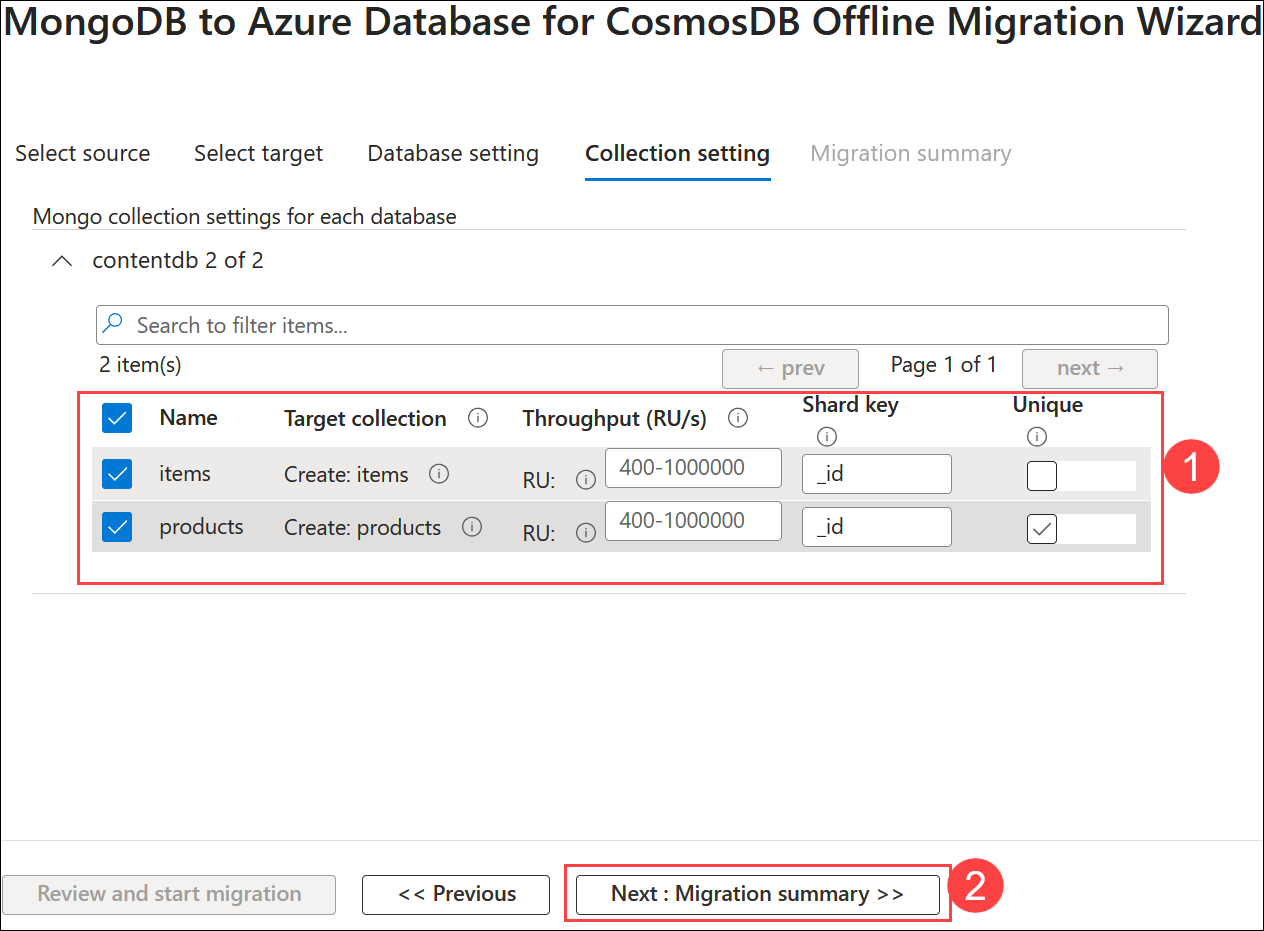 MongoDB to Azure Database for CosmosDB Offline Migration Wizard
Select source Select target Database setting Collection setting Migration summary
Mongo collection settings for each database
contentdb 2 of 2
Search to filter items...
2 item(s) ← prev Page 1 of 1 next →
Name Target collection Throughput (RU/s) Shard key Unique
items Create: items RU: 400-1000000 _id
1
products Create: products RU: 400-1000000 _id
Review and start migration << Previous Next : Migration summary >> 2